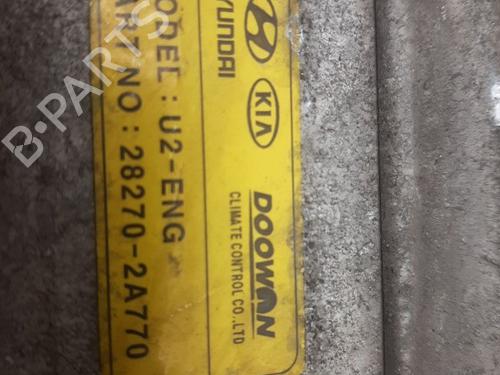 HYUNDAI
KIA
DOOWON
CLIMATE CONTROL CO.,LTD
MODEL : U2-ENG
PART NO : 28270-2A770
B-PARTS